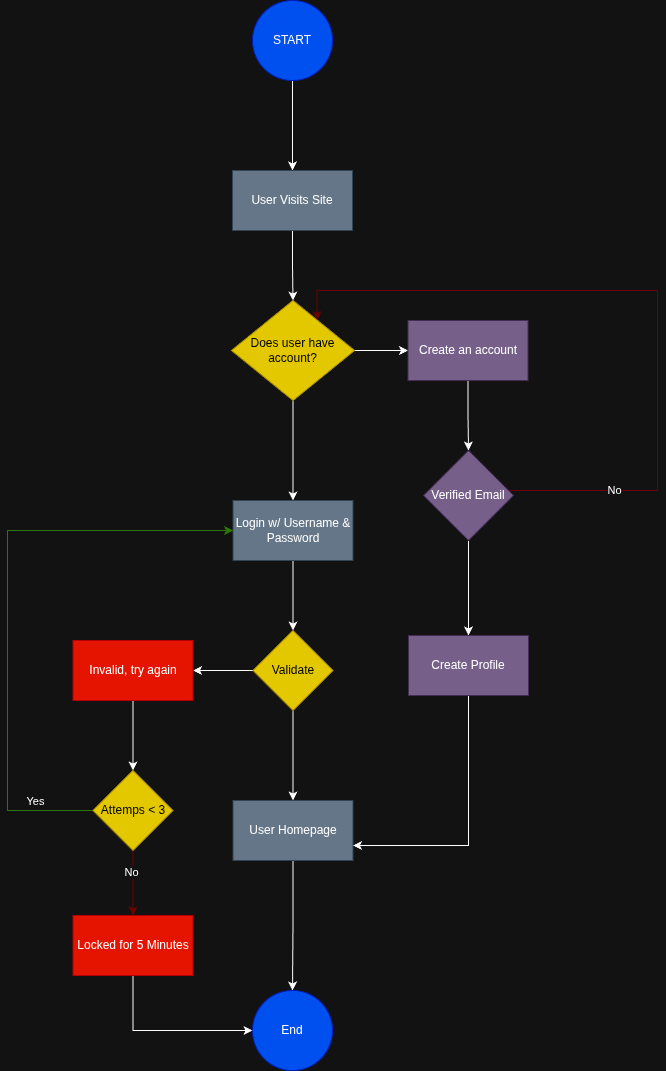 START
User Visits Site
Does user have
account?
Create an account
Verified Email
No
Login w/ Username &
Password
Invalid, try again
Validate
Create Profile
Yes
Attemps < 3
User Homepage
No
Locked for 5 Minutes
End